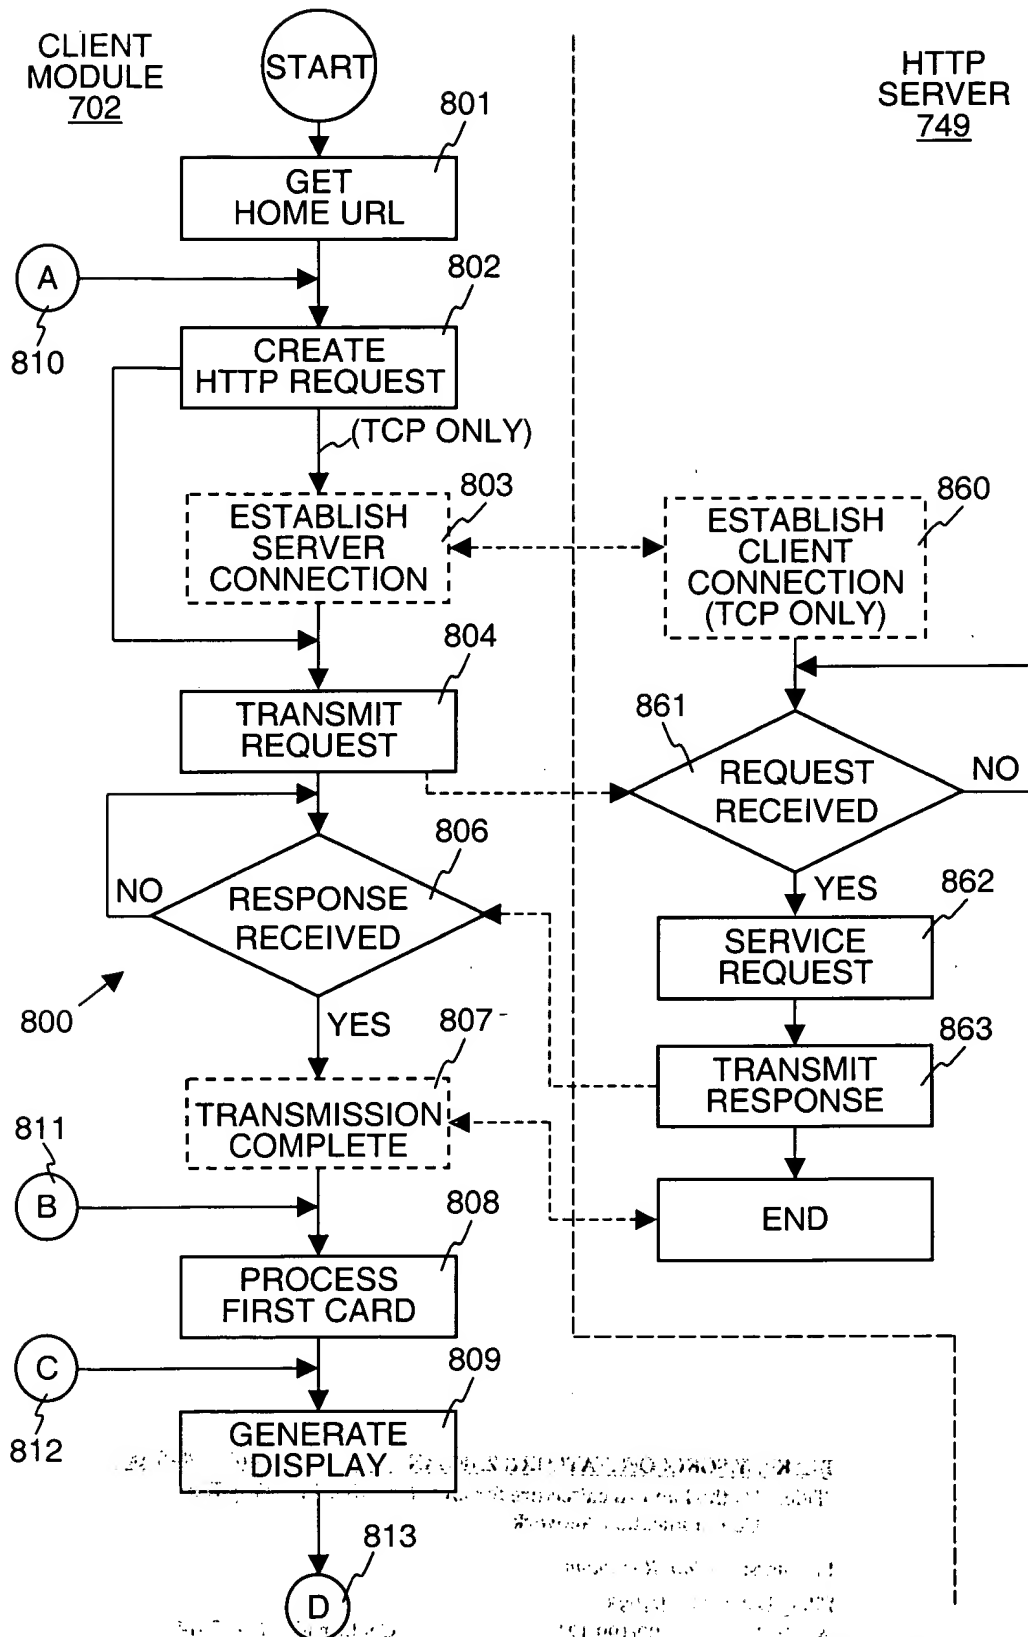 CLIENT
MODULE
702
START
HTTP
SERVER
749
801
GET
HOME URL
A
810
802
CREATE
HTTP REQUEST
(TCP ONLY)
803
ESTABLISH
SERVER
CONNECTION
860
ESTABLISH
CLIENT
CONNECTION
(TCP ONLY)
804
TRANSMIT
REQUEST
861
REQUEST
RECEIVED
NO
YES
806
RESPONSE
RECEIVED
NO
YES
800
862
SERVICE
REQUEST
863
TRANSMIT
RESPONSE
807
TRANSMISSION
COMPLETE
END
811
B
808
PROCESS
FIRST CARD
C
812
809
GENERATE
DISPLAY
813
D